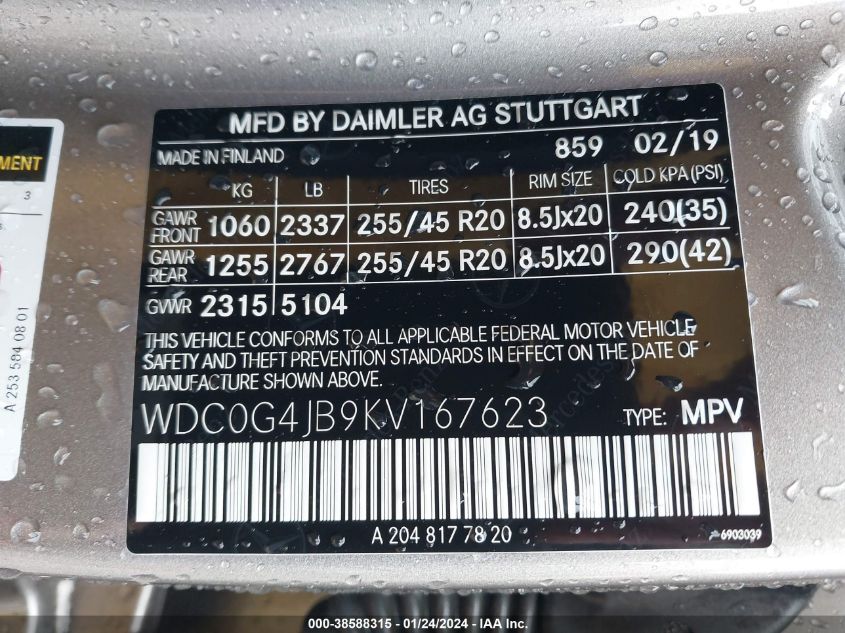 MFD BY DAIMLER AG STUTTGART
MADE IN FINLAND 859 02/19
KG LB TIRES RIM SIZE COLD KPA (PSI)
GAWR FRONT 1060 2337 255/45 R20 8.5Jx20 240(35)
GAWR REAR 1255 2767 255/45 R20 8.5Jx20 290(42)
GVWR 2315 5104
THIS VEHICLE CONFORMS TO ALL APPLICABLE FEDERAL MOTOR VEHICLE
SAFETY AND THEFT PREVENTION STANDARDS IN EFFECT ON THE DATE OF
MANUFACTURE SHOWN ABOVE.
WDC0G4JB9KV167623 TYPE: MPV
A 204 817 78 20
6903039
MENT
3
A 253 584 08 01
000-38588315 - 01/24/2024 - IAA Inc.